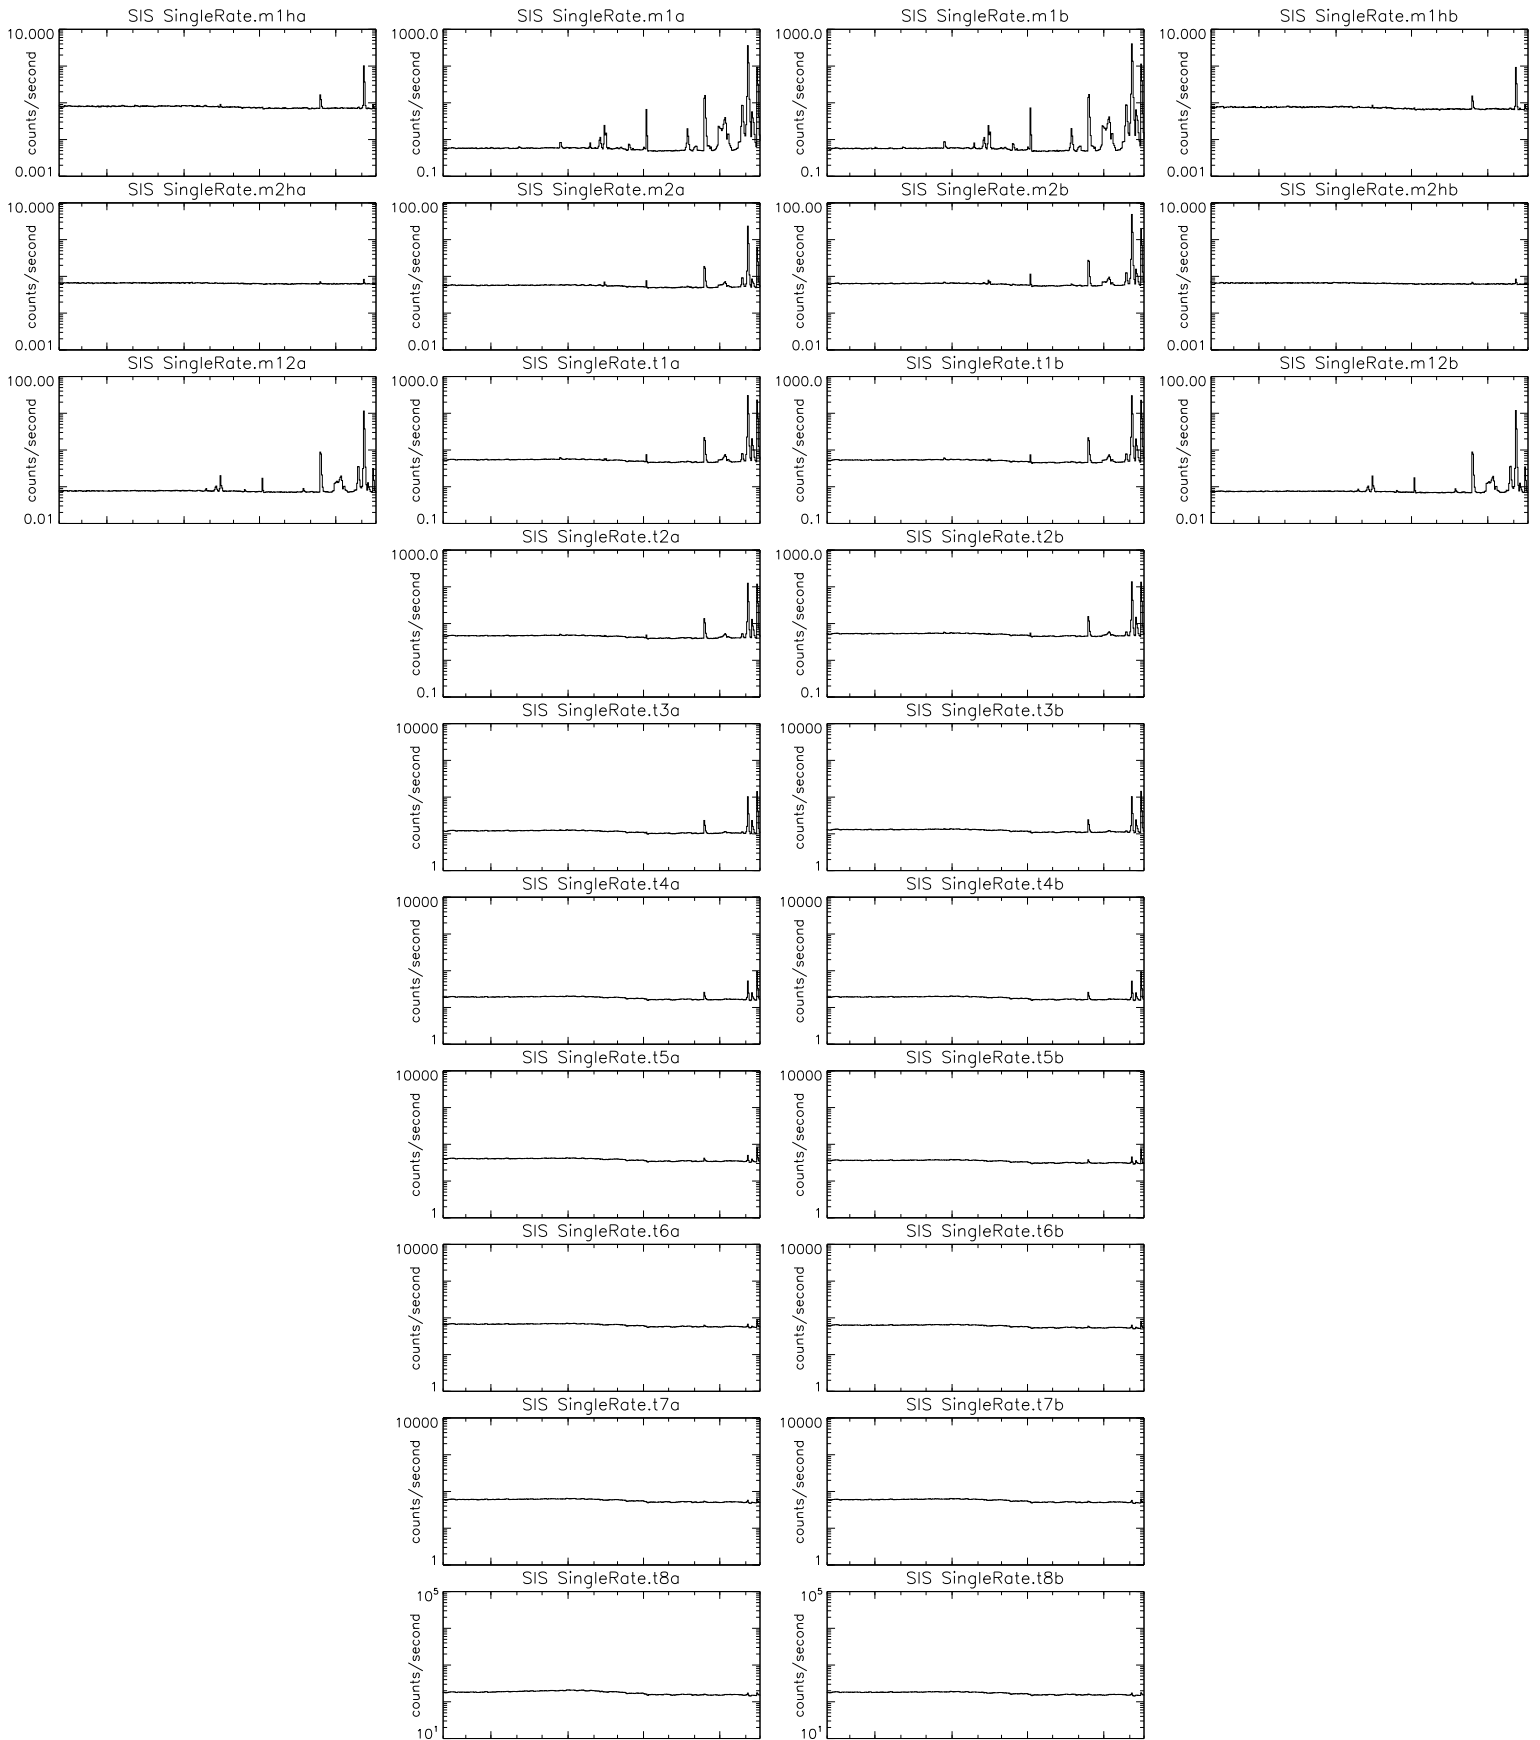 SIS SingleRate.m1ha
10.000
counts/second
0.001
SIS SingleRate.m1a
1000.0
counts/second
0.1
SIS SingleRate.m1b
1000.0
counts/second
0.1
SIS SingleRate.m1hb
10.000
counts/second
0.001
SIS SingleRate.m2ha
10.000
counts/second
0.001
SIS SingleRate.m2a
100.00
counts/second
0.01
SIS SingleRate.m2b
100.00
counts/second
0.01
SIS SingleRate.m2hb
10.000
counts/second
0.001
SIS SingleRate.m12a
100.00
counts/second
0.01
SIS SingleRate.t1a
1000.0
counts/second
0.1
SIS SingleRate.t1b
1000.0
counts/second
0.1
SIS SingleRate.m12b
100.00
counts/second
0.01
SIS SingleRate.t2a
1000.0
counts/second
0.1
SIS SingleRate.t2b
1000.0
counts/second
0.1
SIS SingleRate.t3a
10000
counts/second
1
SIS SingleRate.t3b
10000
counts/second
1
SIS SingleRate.t4a
10000
counts/second
1
SIS SingleRate.t4b
10000
counts/second
1
SIS SingleRate.t5a
10000
counts/second
1
SIS SingleRate.t5b
10000
counts/second
1
SIS SingleRate.t6a
10000
counts/second
1
SIS SingleRate.t6b
10000
counts/second
1
SIS SingleRate.t7a
10000
counts/second
1
SIS SingleRate.t7b
10000
counts/second
1
SIS SingleRate.t8a
10⁵
counts/second
10¹
SIS SingleRate.t8b
10⁵
counts/second
10¹